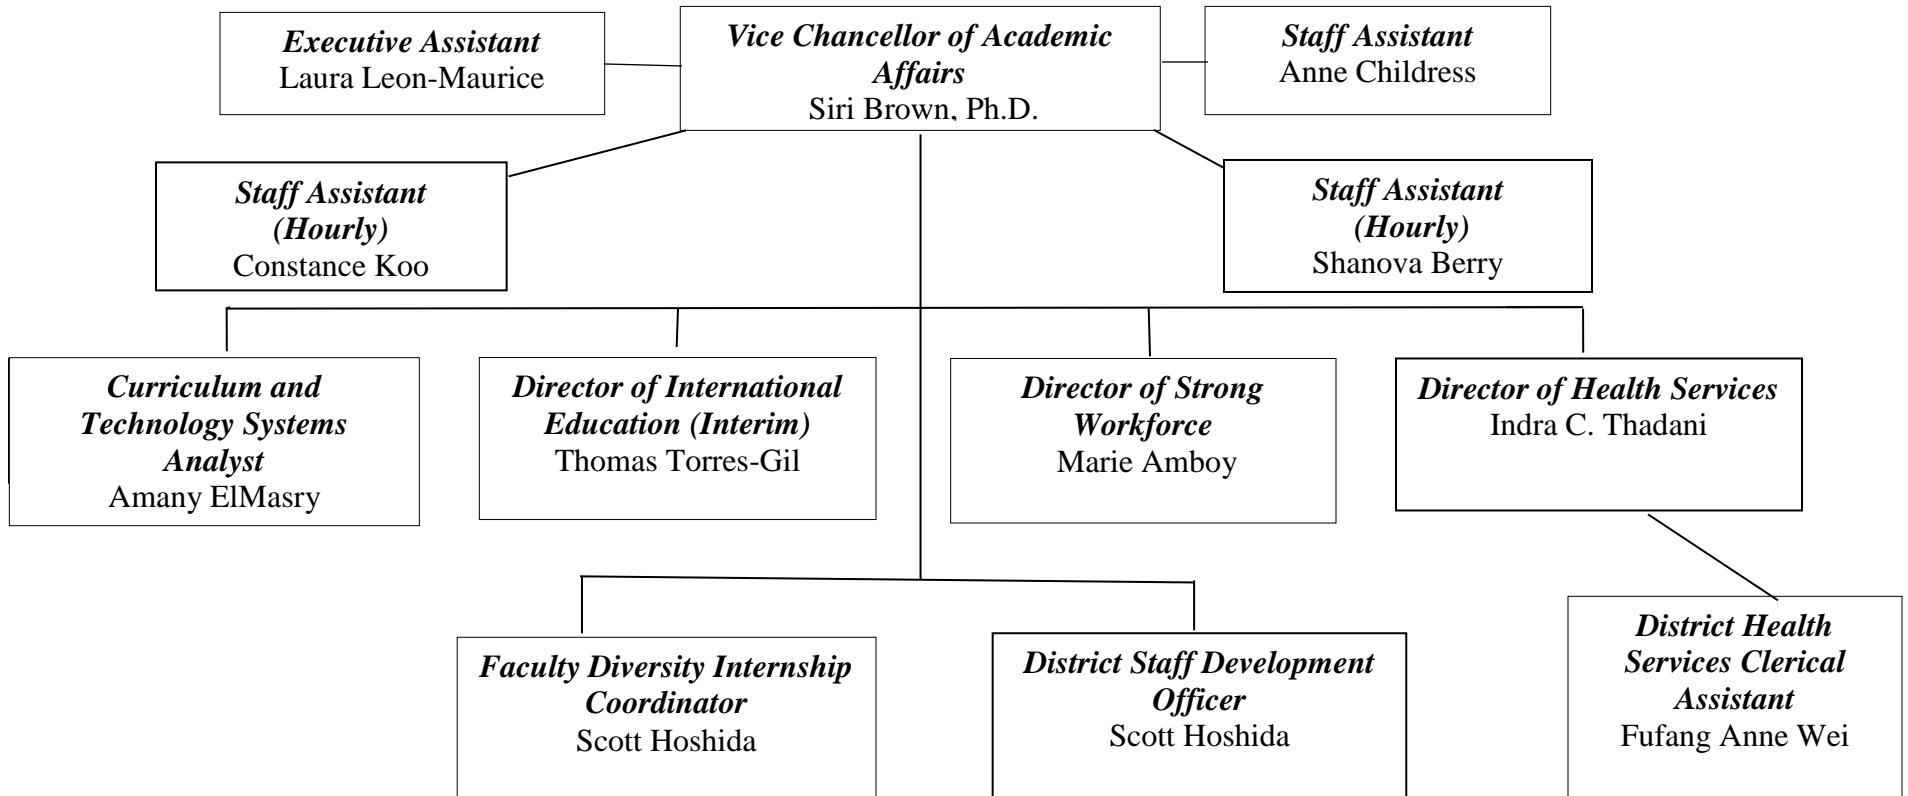 Executive Assistant
Laura Leon-Maurice
Vice Chancellor of Academic
Affairs
Siri Brown, Ph.D.
Staff Assistant
Anne Childress
Staff Assistant
(Hourly)
Constance Koo
Staff Assistant
(Hourly)
Shanova Berry
Curriculum and
Technology Systems
Analyst
Amany ElMasry
Director of International
Education (Interim)
Thomas Torres-Gil
Director of Strong
Workforce
Marie Amboy
Director of Health Services
Indra C. Thadani
Faculty Diversity Internship
Coordinator
Scott Hoshida
District Staff Development
Officer
Scott Hoshida
District Health
Services Clerical
Assistant
Fufang Anne Wei